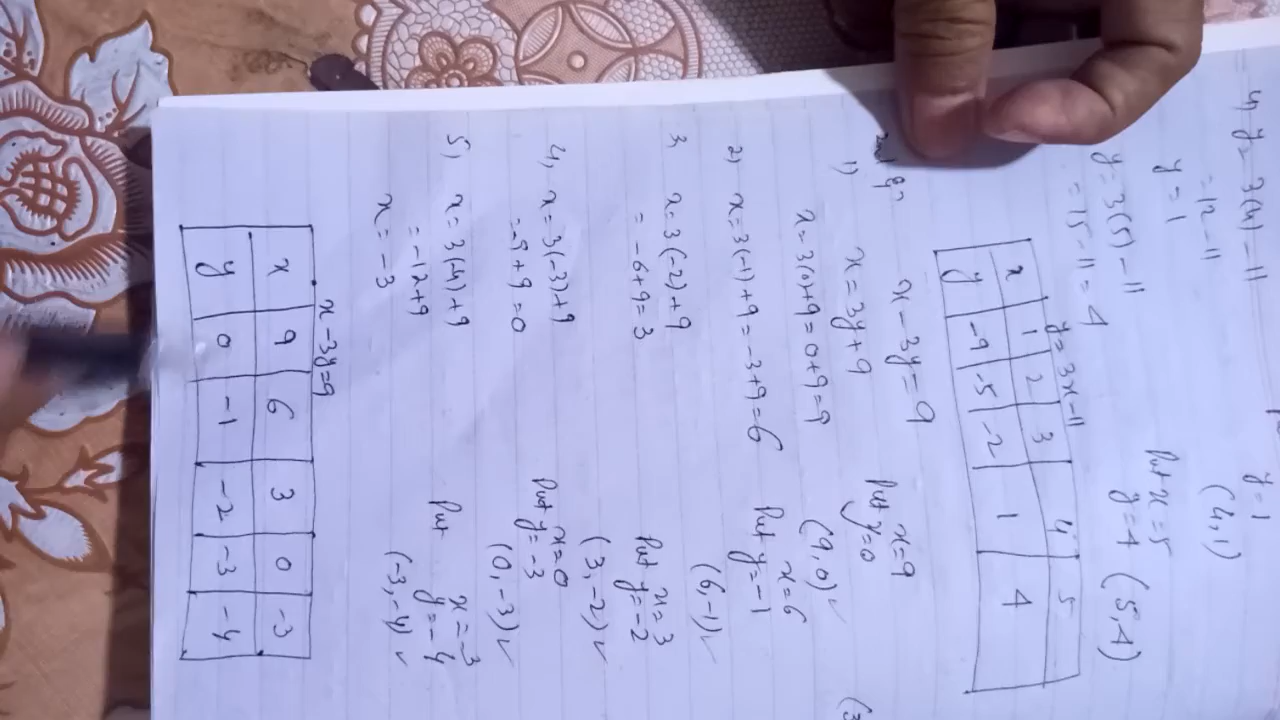 4) y = 3(4) - 11
= 12 - 11
y = 1
y = 1
(4,1)
y = 3(5) - 11
= 15 - 11 = 4
Put x = 5
y = 4 (5,4)
y = 3x - 11
x 1 2 3 4 5
y -9 -5 -2 1 4
x - 3y = 9
1) x = 3y + 9
x = 3(0) + 9 = 0 + 9 = 9
Put x = 9
y = 0
(9,0) ✓
2) x = 3(-1) + 9 = -3 + 9 = 6
Put x = 6
y = -1
(6,-1) ✓
3, x = 3(-2) + 9
= -6 + 9 = 3
Put x = 3
y = -2
(3,-2) ✓
4, x = 3(-3) + 9
= -9 + 9 = 0
Put x = 0
y = -3
(0,-3) ✓
5, x = 3(-4) + 9
= -12 + 9
x = -3
Put x = -3
y = -4
(-3,-4) ✓
x - 3y = 9
x 9 6 3 0 -3
y 0 -1 -2 -3 -4